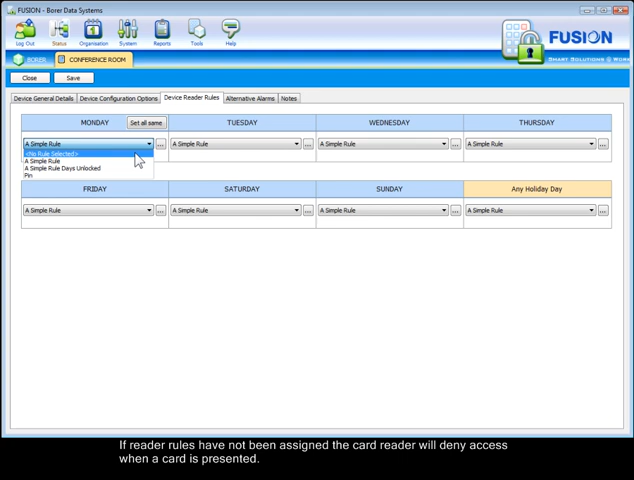 FUSION - Borer Data Systems
Log Out Status Organisation System Reports Tools Help
FUSION
SMART SOLUTIONS @ WORK
BORER CONFERENCE ROOM
Close Save
Device General Details Device Configuration Options Device Reader Rules Alternative Alarms Notes
MONDAY Set all same TUESDAY WEDNESDAY THURSDAY
A Simple Rule ... A Simple Rule ... A Simple Rule ... A Simple Rule ...
<No Rule Selected>
A Simple Rule
A Simple Rule Days Unlocked
Pin
FRIDAY SATURDAY SUNDAY Any Holiday Day
A Simple Rule ... A Simple Rule ... A Simple Rule ... A Simple Rule ...
If reader rules have not been assigned the card reader will deny access
when a card is presented.